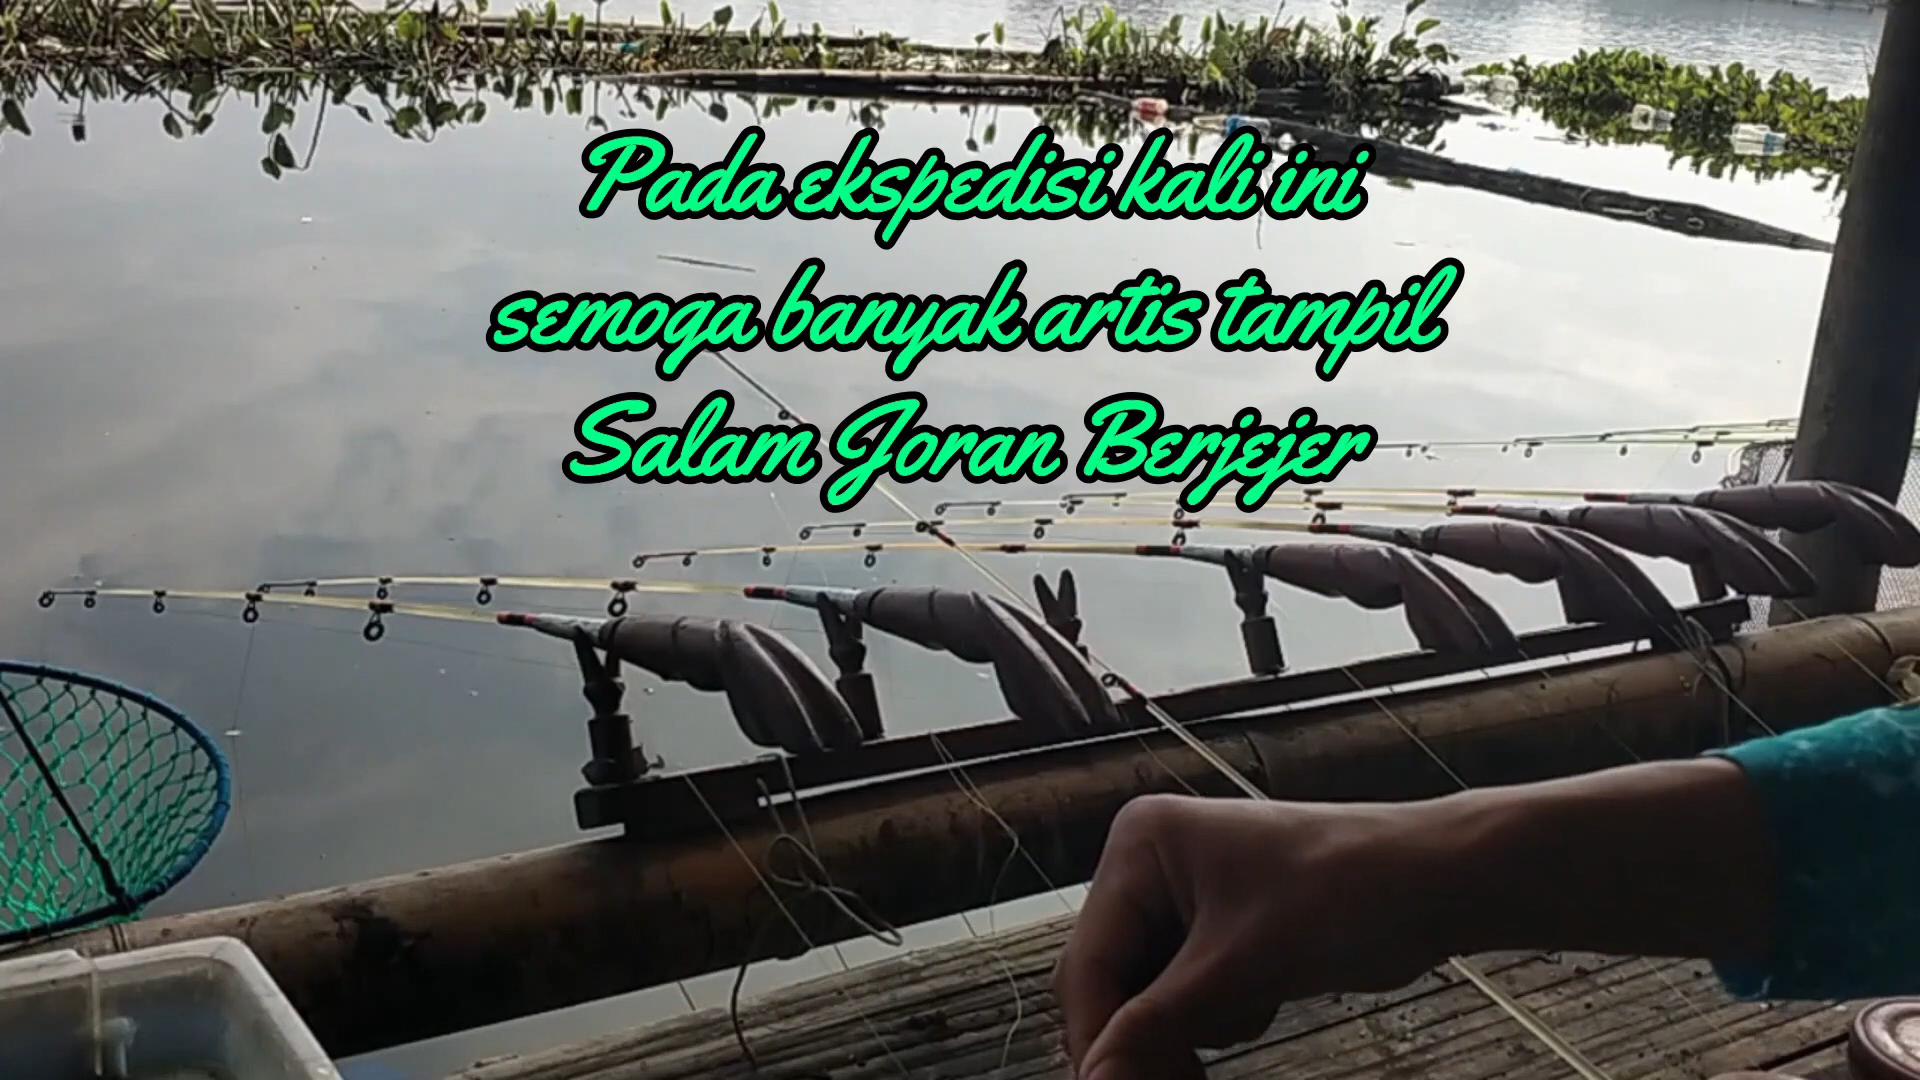 Pada ekspedisi kali ini
semoga banyak artis tampil
Salam Joran Berjejer